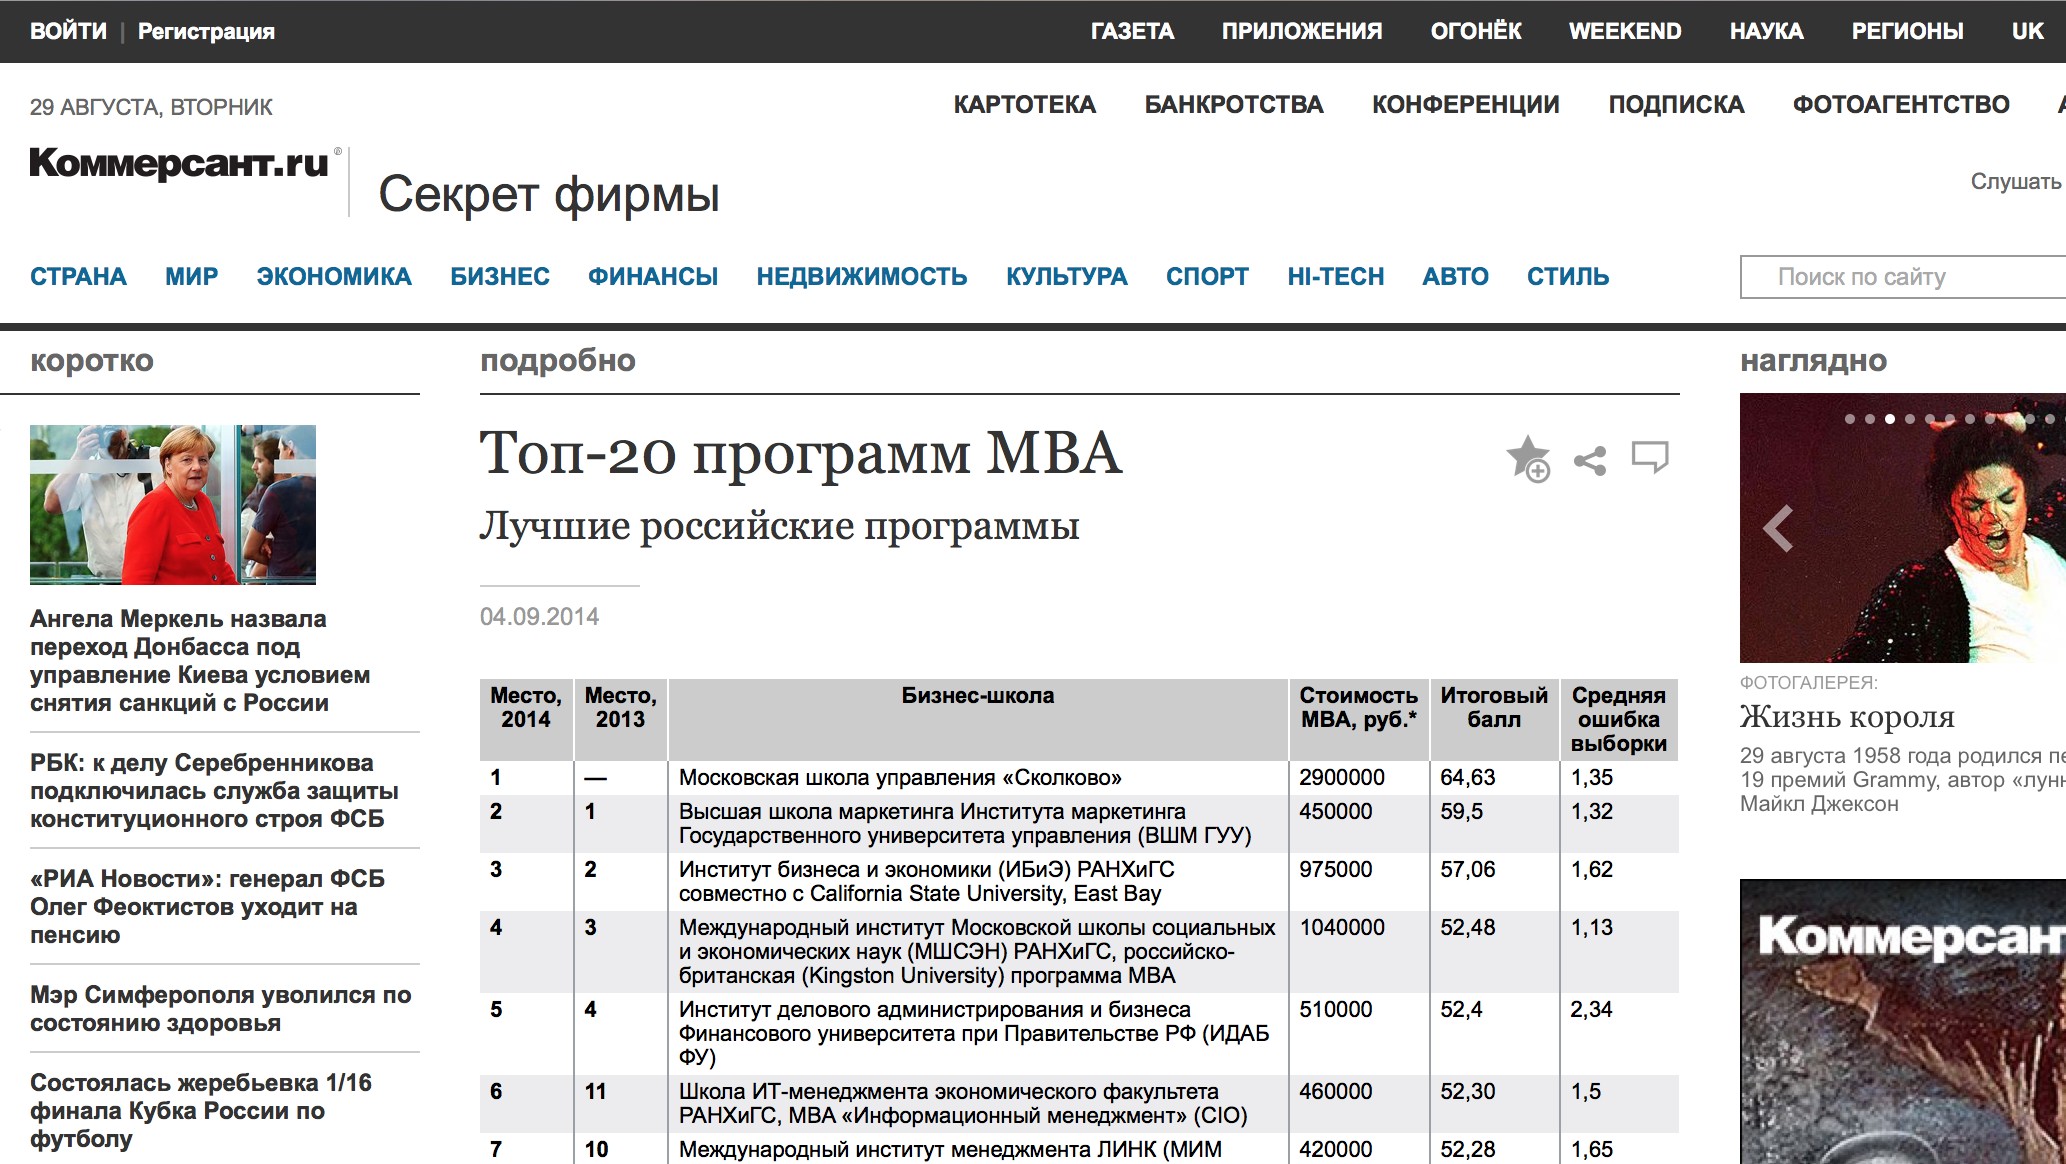 ВОЙТИ | Регистрация
ГАЗЕТА ПРИЛОЖЕНИЯ ОГОНЁК WEEKEND НАУКА РЕГИОНЫ UK
29 АВГУСТА, ВТОРНИК
КАРТОТЕКА БАНКРОТСТВА КОНФЕРЕНЦИИ ПОДПИСКА ФОТОАГЕНТСТВО
Коммерсант.ru®
Секрет фирмы
Слушать
СТРАНА МИР ЭКОНОМИКА БИЗНЕС ФИНАНСЫ НЕДВИЖИМОСТЬ КУЛЬТУРА СПОРТ HI-TECH АВТО СТИЛЬ
Поиск по сайту
коротко
Ангела Меркель назвала
переход Донбасса под
управление Киева условием
снятия санкций с России
РБК: к делу Серебренникова
подключилась служба защиты
конституционного строя ФСБ
«РИА Новости»: генерал ФСБ
Олег Феоктистов уходит на
пенсию
Мэр Симферополя уволился по
состоянию здоровья
Состоялась жеребьевка 1/16
финала Кубка России по
футболу
подробно
Топ-20 программ МВА
Лучшие российские программы
04.09.2014
Место, 2014 Место, 2013 Бизнес-школа Стоимость МВА, руб.* Итоговый балл Средняя ошибка выборки
1 — Московская школа управления «Сколково» 2900000 64,63 1,35
2 1 Высшая школа маркетинга Института маркетинга 450000 59,5 1,32
Государственного университета управления (ВШМ ГУУ)
3 2 Институт бизнеса и экономики (ИБиЭ) РАНХиГС 975000 57,06 1,62
совместно с California State University, East Bay
4 3 Международный институт Московской школы социальных 1040000 52,48 1,13
и экономических наук (МШСЭН) РАНХиГС, российско-
британская (Kingston University) программа МВА
5 4 Институт делового администрирования и бизнеса 510000 52,4 2,34
Финансового университета при Правительстве РФ (ИДАБ
ФУ)
6 11 Школа ИТ-менеджмента экономического факультета 460000 52,30 1,5
РАНХиГС, МВА «Информационный менеджмент» (CIO)
7 10 Международный институт менеджмента ЛИНК (МИМ 420000 52,28 1,65
наглядно
ФОТОГАЛЕРЕЯ:
Жизнь короля
29 августа 1958 года родился
19 премий Grammy, автор
Майкл Джексон
Коммерсан